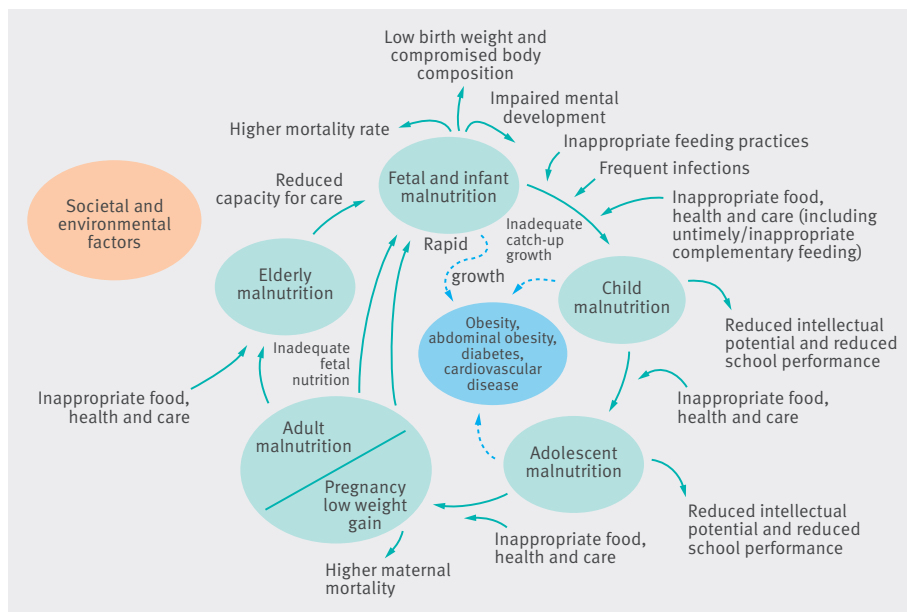 Low birth weight and
compromised body
composition
Impaired mental
development
Higher mortality rate
Inappropriate feeding practices
Frequent infections
Fetal and infant
malnutrition
Reduced
capacity for care
Inappropriate food,
health and care (including
untimely/inappropriate
complementary feeding)
Societal and
environmental
factors
Inadequate
catch-up
growth
Rapid
growth
Elderly
malnutrition
Child
malnutrition
Obesity,
abdominal obesity,
diabetes,
cardiovascular
disease
Reduced intellectual
potential and reduced
school performance
Inadequate
fetal
nutrition
Inappropriate food,
health and care
Inappropriate food,
health and care
Adult
malnutrition
Adolescent
malnutrition
Pregnancy
low weight
gain
Reduced intellectual
potential and reduced
school performance
Inappropriate food,
health and care
Higher maternal
mortality